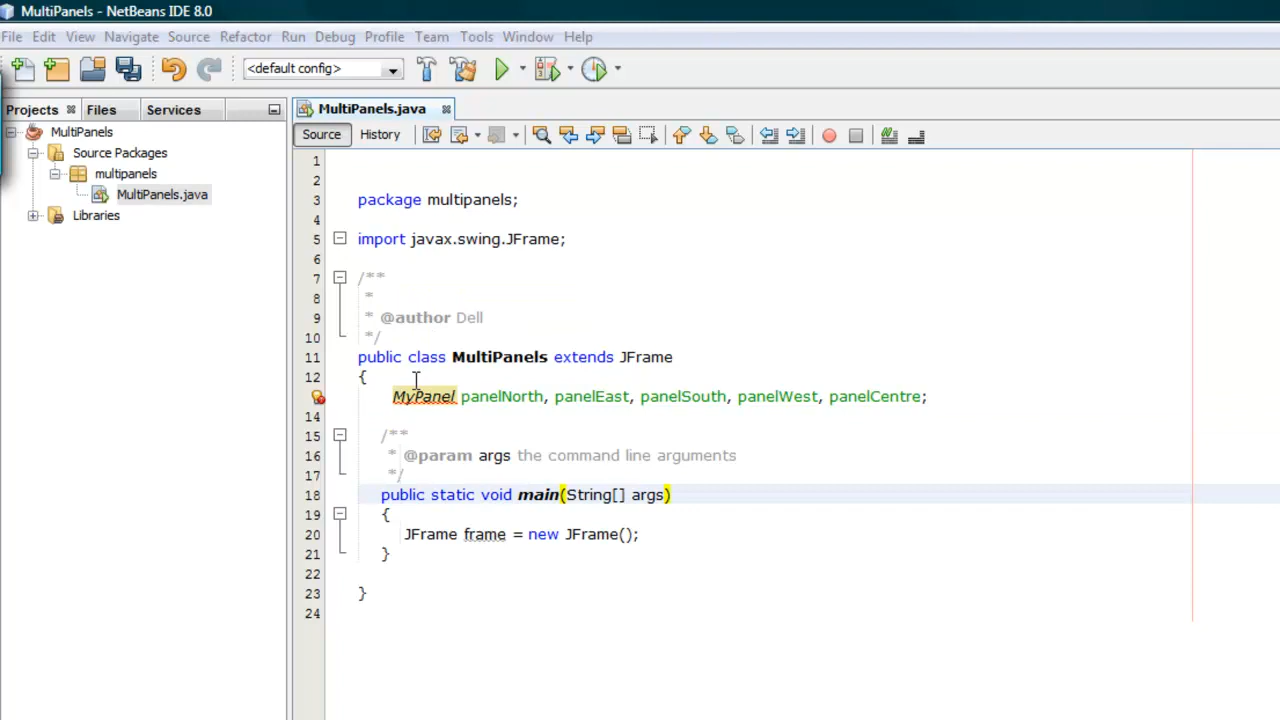 MultiPanels - NetBeans IDE 8.0
File Edit View Navigate Source Refactor Run Debug Profile Team Tools Window Help
<default config>
Projects Files Services
MultiPanels.java
MultiPanels
Source History
Source Packages
multipanels
MultiPanels.java
Libraries
1
2
3 package multipanels;
4
5 import javax.swing.JFrame;
6
7 /**
8 *
9 * @author Dell
10 */
11 public class MultiPanels extends JFrame
12 {
MyPanel panelNorth, panelEast, panelSouth, panelWest, panelCentre;
14
15 /**
16 * @param args the command line arguments
17 */
18 public static void main(String[] args)
19 {
20 JFrame frame = new JFrame();
21 }
22
23 }
24